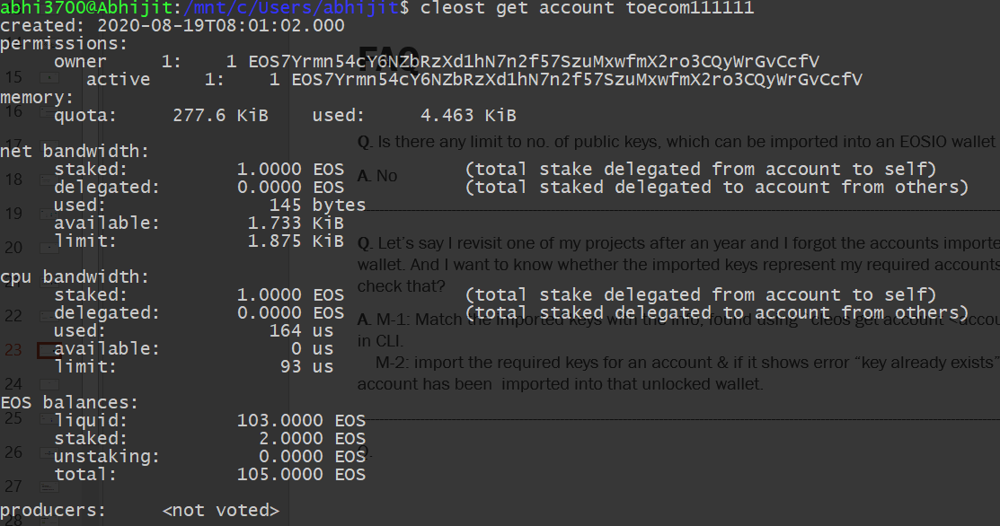 abhi3700@Abhijit:/mnt/c/Users/abhijit$ cleost get account toecom111111
created: 2020-08-19T08:01:02.000
permissions:
owner 1: 1 EOS7Yrmn54cY6NZbRzXd1hN7n2f57SzuMxwfmX2ro3CQyWrGvCcfV
active 1: 1 EOS7Yrmn54cY6NZbRzXd1hN7n2f57SzuMxwfmX2ro3CQyWrGvCcfV
memory:
quota: 277.6 KiB used: 4.463 KiB
net bandwidth:
staked: 1.0000 EOS (total stake delegated from account to self)
delegated: 0.0000 EOS (total staked delegated to account from others)
used: 145 bytes
available: 1.733 KiB
limit: 1.875 KiB
cpu bandwidth:
staked: 1.0000 EOS (total stake delegated from account to self)
delegated: 0.0000 EOS (total staked delegated to account from others)
used: 164 us
available: 0 us
limit: 93 us
EOS balances:
liquid: 103.0000 EOS
staked: 2.0000 EOS
unstaking: 0.0000 EOS
total: 105.0000 EOS
producers: <not voted>
FAQ
Q. Is there any limit to no. of public keys, which can be imported into an EOSIO wallet
A. No
Q. Let's say I revisit one of my projects after an year and I forgot the accounts importe
wallet. And I want to know whether the imported keys represent my required accounts
check that?
A. M-1: Match the imported keys with the info, found using "cleos get account <accou
in CLI.
M-2: import the required keys for an account & if it shows error "key already exists"
account has been imported into that unlocked wallet.
Q.
15
16
17
18
19
20
21
22
23
24
25
26
27
28